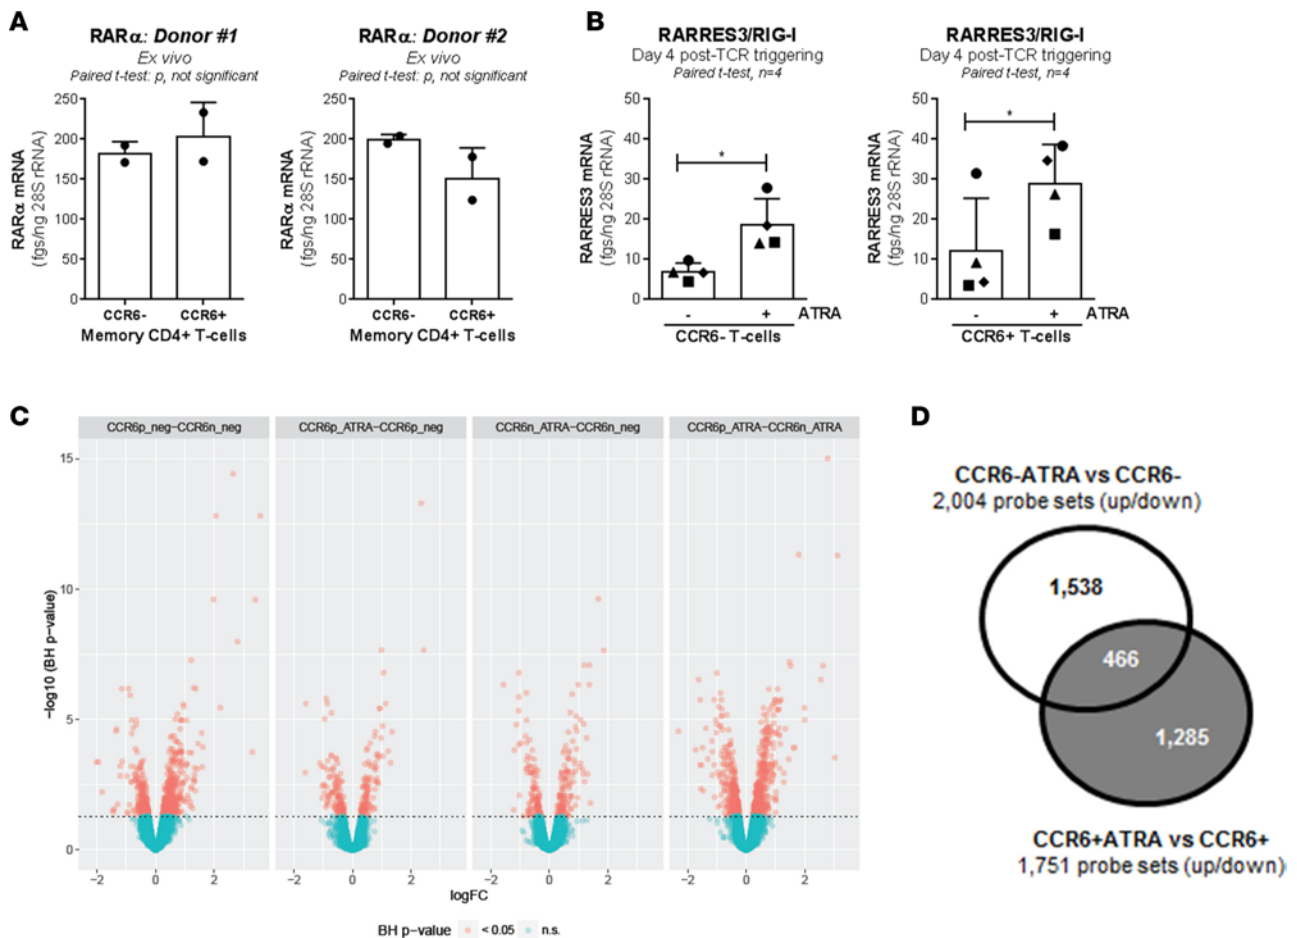 A
RARα: Donor #1
Ex vivo
Paired t-test: p, not significant
RARα mRNA
(fgs/ng 28S rRNA)
250
200
150
100
50
0
CCR6-
CCR6+
Memory CD4+ T-cells
RARα: Donor #2
Ex vivo
Paired t-test: p, not significant
RARα mRNA
(fgs/ng 28S rRNA)
250
200
150
100
50
0
CCR6-
CCR6+
Memory CD4+ T-cells
B
RARRES3/RIG-I
Day 4 post-TCR triggering
Paired t-test, n=4
RARRES3 mRNA
(fgs/ng 28S rRNA)
50
40
30
20
10
0
*
- + ATRA
CCR6- T-cells
RARRES3/RIG-I
Day 4 post-TCR triggering
Paired t-test, n=4
RARRES3 mRNA
(fgs/ng 28S rRNA)
50
40
30
20
10
0
*
- + ATRA
CCR6+ T-cells
C
CCR6p_neg-CCR6n_neg
CCR6p_ATRA-CCR6p_neg
CCR6n_ATRA-CCR6n_neg
CCR6p_ATRA-CCR6n_ATRA
-log10 (BH p-value)
15
10
5
0
−2 0 2
−2 0 2
−2 0 2
−2 0 2
logFC
BH p-value < 0.05 n.s.
D
CCR6-ATRA vs CCR6-
2,004 probe sets (up/down)
1,538
466
1,285
CCR6+ATRA vs CCR6+
1,751 probe sets (up/down)